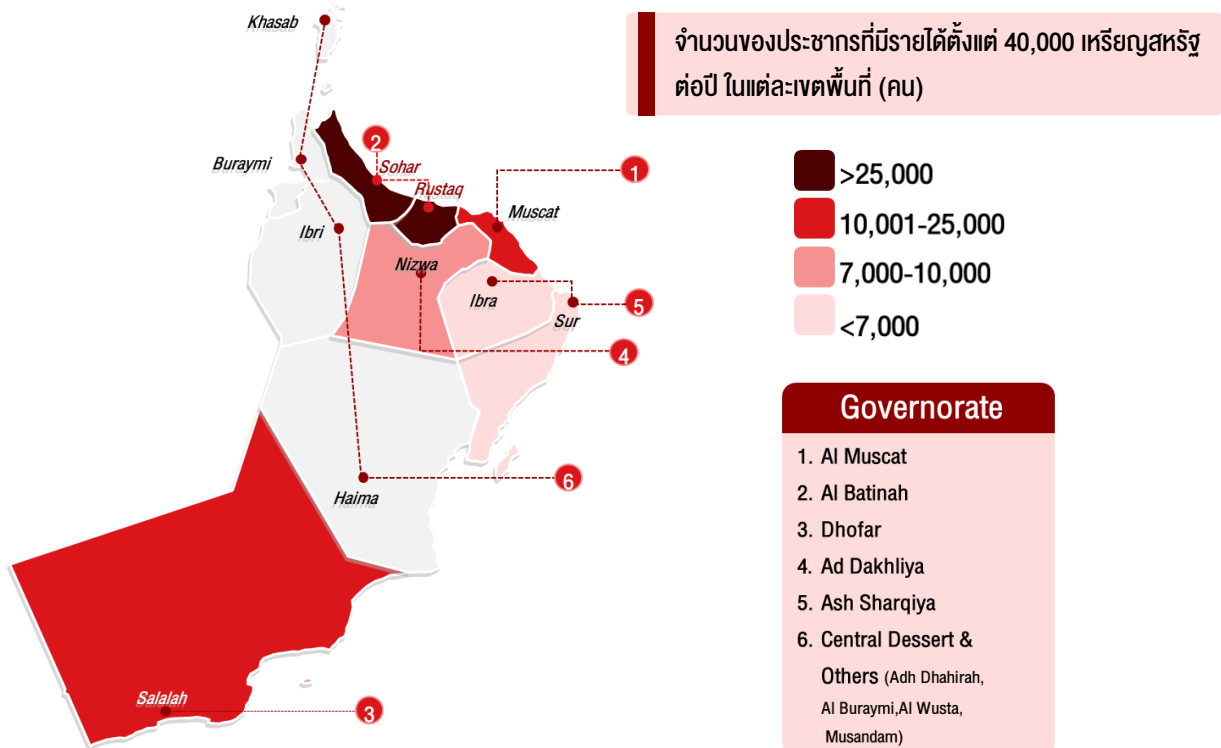 จำนวนของประชากรที่มีรายได้ตั้งแต่ 40,000 เหรียญสหรัฐ
ต่อปี ในแต่ละเขตพื้นที่ (คน)
Khasab
Buraymi
2
Sohar
Rustaq
1
Muscat
Ibri
Nizwa
Ibra
5
Sur
4
6
Haima
Salalah
3
>25,000
10,001-25,000
7,000-10,000
<7,000
Governorate
1. Al Muscat
2. Al Batinah
3. Dhofar
4. Ad Dakhliya
5. Ash Sharqiya
6. Central Dessert &
Others (Adh Dhahirah,
Al Buraymi,Al Wusta,
Musandam)